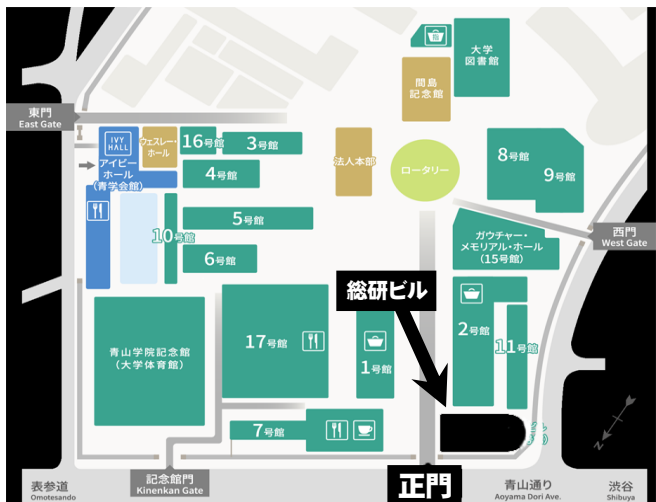 大学
図書館
間島
記念館
東門
East Gate
IVY
HALL
アイビー
ホール
(青学会館)
ウェスレー・
ホール
16号館
3号館
4号館
法人本部
ロータリー
8号館
9号館
10号館
5号館
6号館
ガウチャー・
メモリアル・ホール
(15号館)
西門
West Gate
総研ビル
青山学院記念館
(大学体育館)
17号館
1号館
2号館
11号館
7号館
N
表参道
Omotesando
記念館門
Kinenkan Gate
正門
青山通り
Aoyama Dori Ave.
渋谷
Shibuya